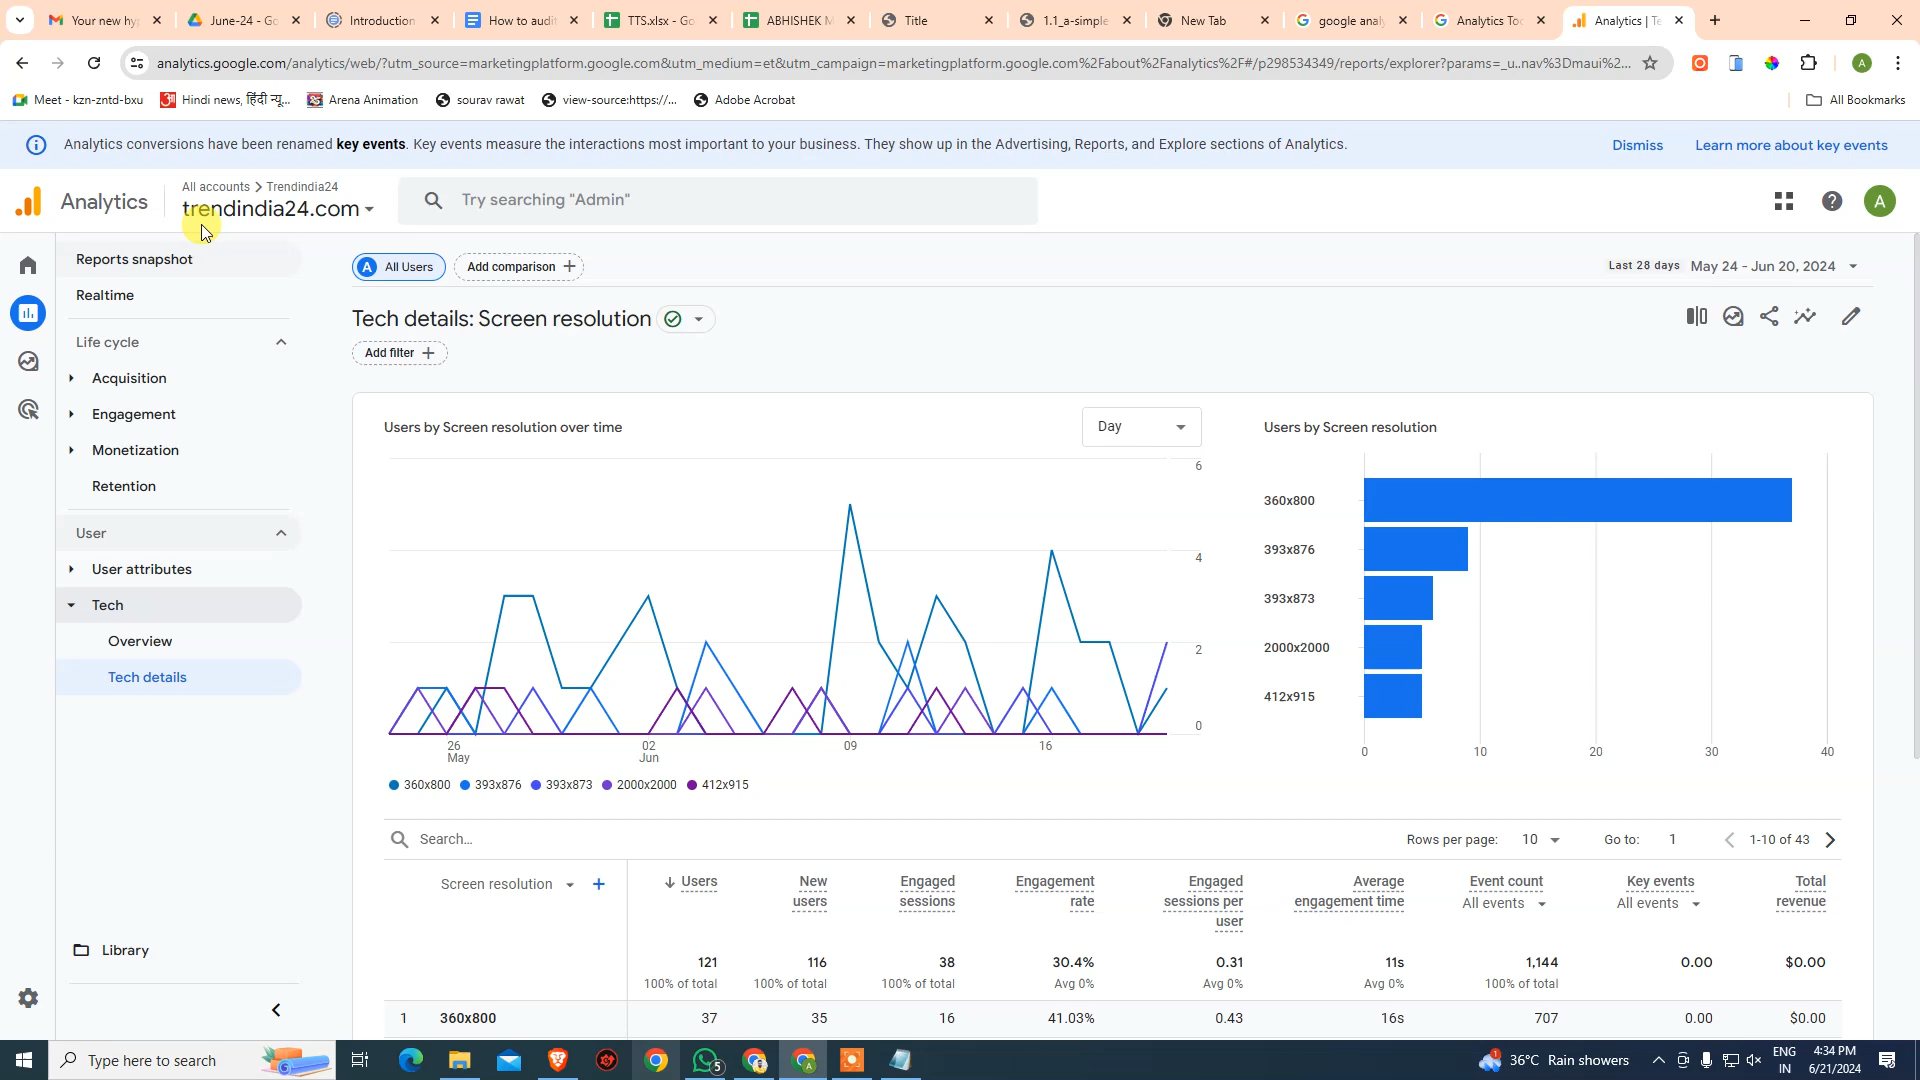 Your new hy
June-24 - Go
Introduction
How to audit
TTS.xlsx - Go
ABHISHEK M
Title
1.1_a-simple
New Tab
google analy
Analytics Too
Analytics | Te
analytics.google.com/analytics/web/?utm_source=marketingplatform.google.com&utm_medium=et&utm_campaign=marketingplatform.google.com%2Fabout%2Fanalytics%2F#/p298534349/reports/explorer?params=_u..nav%3Dmaui%2...
A
Meet - kzn-zntd-bxu
Hindi news, हिंदी न्यू...
Arena Animation
sourav rawat
view-source:https://...
Adobe Acrobat
All Bookmarks
Analytics conversions have been renamed key events. Key events measure the interactions most important to your business. They show up in the Advertising, Reports, and Explore sections of Analytics.
Dismiss
Learn more about key events
Analytics
All accounts > Trendindia24
trendindia24.com
Try searching "Admin"
A
Reports snapshot
Realtime
Life cycle
Acquisition
Engagement
Monetization
Retention
User
User attributes
Tech
Overview
Tech details
Library
A All Users
Add comparison +
Last 28 days May 24 - Jun 20, 2024
Tech details: Screen resolution
Add filter +
Users by Screen resolution over time
Day
6
4
2
0
26 May
02 Jun
09
16
360x800 393x876 393x873 2000x2000 412x915
Users by Screen resolution
360x800
393x876
393x873
2000x2000
412x915
0 10 20 30 40
Search...
Rows per page: 10
Go to: 1
1-10 of 43
Screen resolution +
Users
New users
Engaged sessions
Engagement rate
Engaged sessions per user
Average engagement time
Event count All events
Key events All events
Total revenue
121 116 38 30.4% 0.31 11s 1,144 0.00 $0.00
100% of total 100% of total 100% of total Avg 0% Avg 0% Avg 0% 100% of total
1 360x800 37 35 16 41.03% 0.43 16s 707 0.00 $0.00
Type here to search
5
1
36°C Rain showers
ENG
IN
4:34 PM
6/21/2024